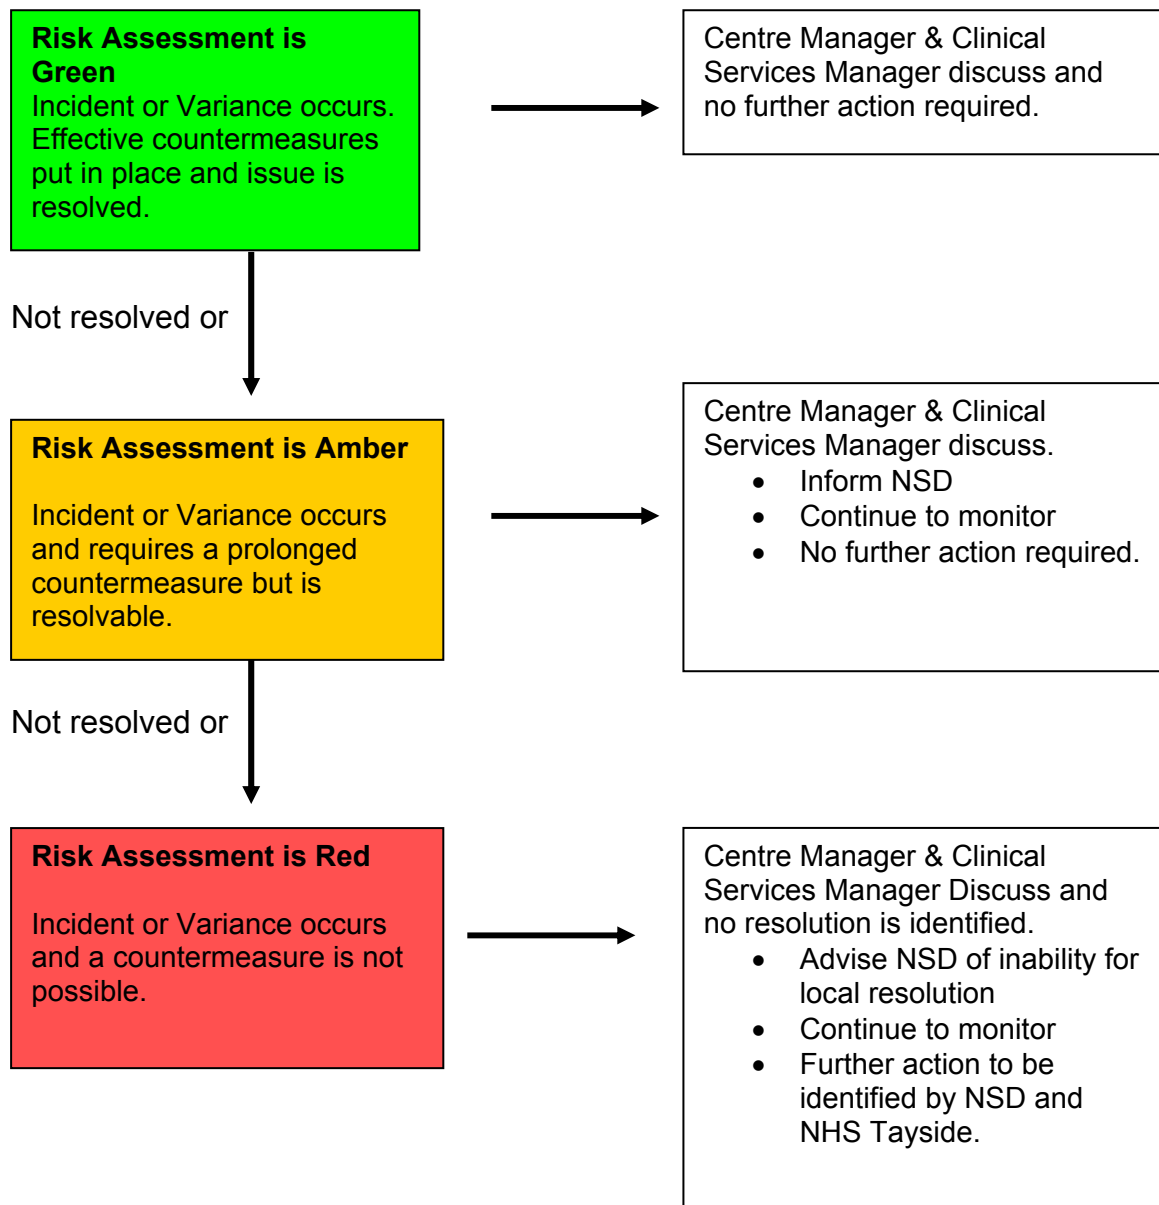 Risk Assessment is
Green
Incident or Variance occurs.
Effective countermeasures
put in place and issue is
resolved.
Centre Manager & Clinical
Services Manager discuss and
no further action required.
Not resolved or
Risk Assessment is Amber
Incident or Variance occurs
and requires a prolonged
countermeasure but is
resolvable.
Centre Manager & Clinical
Services Manager discuss.
• Inform NSD
• Continue to monitor
• No further action required.
Not resolved or
Risk Assessment is Red
Incident or Variance occurs
and a countermeasure is not
possible.
Centre Manager & Clinical
Services Manager Discuss and
no resolution is identified.
• Advise NSD of inability for
local resolution
• Continue to monitor
• Further action to be
identified by NSD and
NHS Tayside.